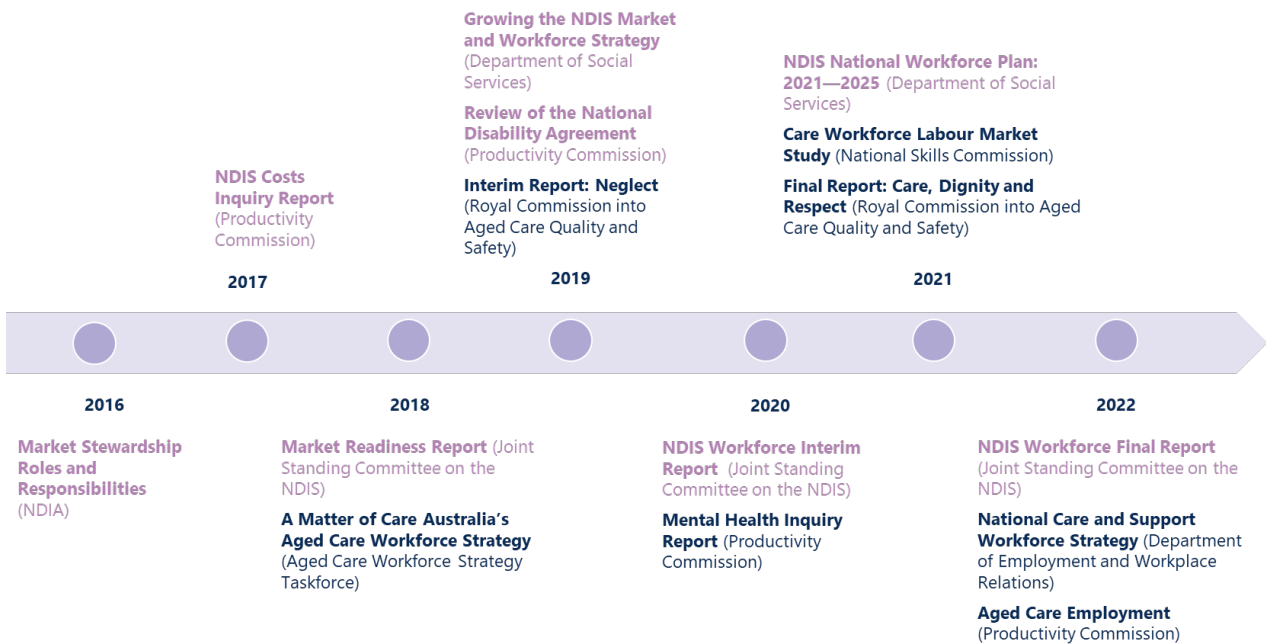 Growing the NDIS Market
and Workforce Strategy
(Department of Social
Services)
Review of the National
Disability Agreement
(Productivity Commission)
Interim Report: Neglect
(Royal Commission into
Aged Care Quality and
Safety)
NDIS National Workforce Plan:
2021—2025 (Department of Social
Services)
Care Workforce Labour Market
Study (National Skills Commission)
Final Report: Care, Dignity and
Respect (Royal Commission into Aged
Care Quality and Safety)
NDIS Costs
Inquiry Report
(Productivity
Commission)
2017
2019
2021
2016
2018
2020
2022
Market Stewardship
Roles and
Responsibilities
(NDIA)
Market Readiness Report (Joint
Standing Committee on the
NDIS)
A Matter of Care Australia’s
Aged Care Workforce Strategy
(Aged Care Workforce Strategy
Taskforce)
NDIS Workforce Interim
Report (Joint Standing
Committee on the NDIS)
Mental Health Inquiry
Report (Productivity
Commission)
NDIS Workforce Final Report
(Joint Standing Committee on the
NDIS)
National Care and Support
Workforce Strategy (Department
of Employment and Workplace
Relations)
Aged Care Employment
(Productivity Commission)